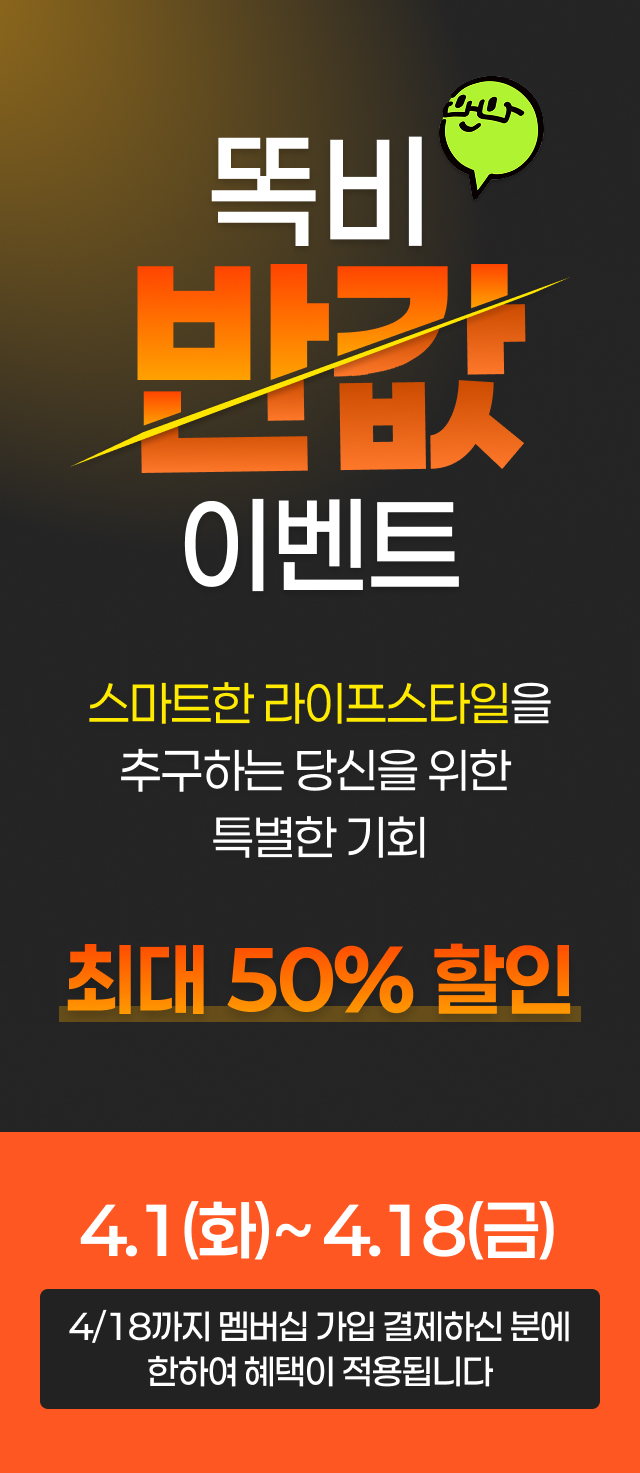 똑비
반값
이벤트
스마트한 라이프스타일을
추구하는 당신을 위한
특별한 기회
최대 50% 할인
4.1(화)~ 4.18(금)
4/18까지 멤버십 가입 결제하신 분에
한하여 혜택이 적용됩니다